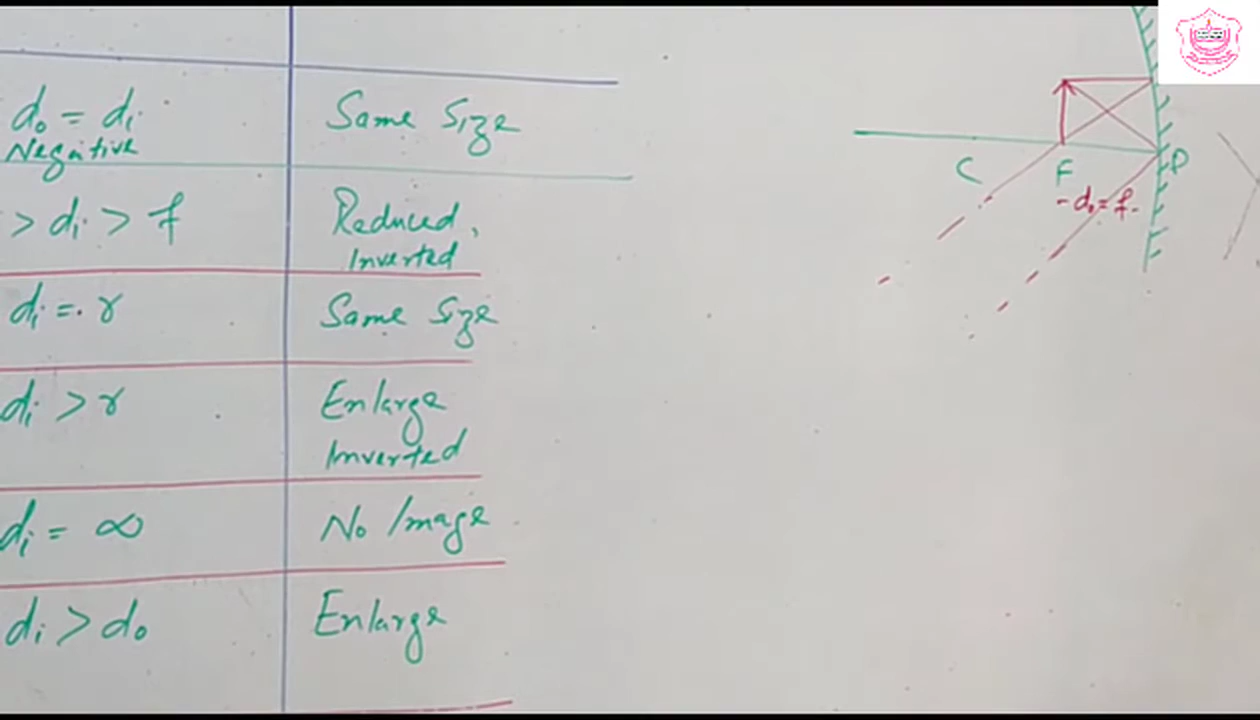 d₀ = dᵢ
Negative
Same Size
> dᵢ > f
Reduced,
Inverted
dᵢ = r
Same Size
dᵢ > r
Enlarge
Inverted
dᵢ = ∞
No Image
dᵢ > d₀
Enlarge
C F P
- d₀ = f -